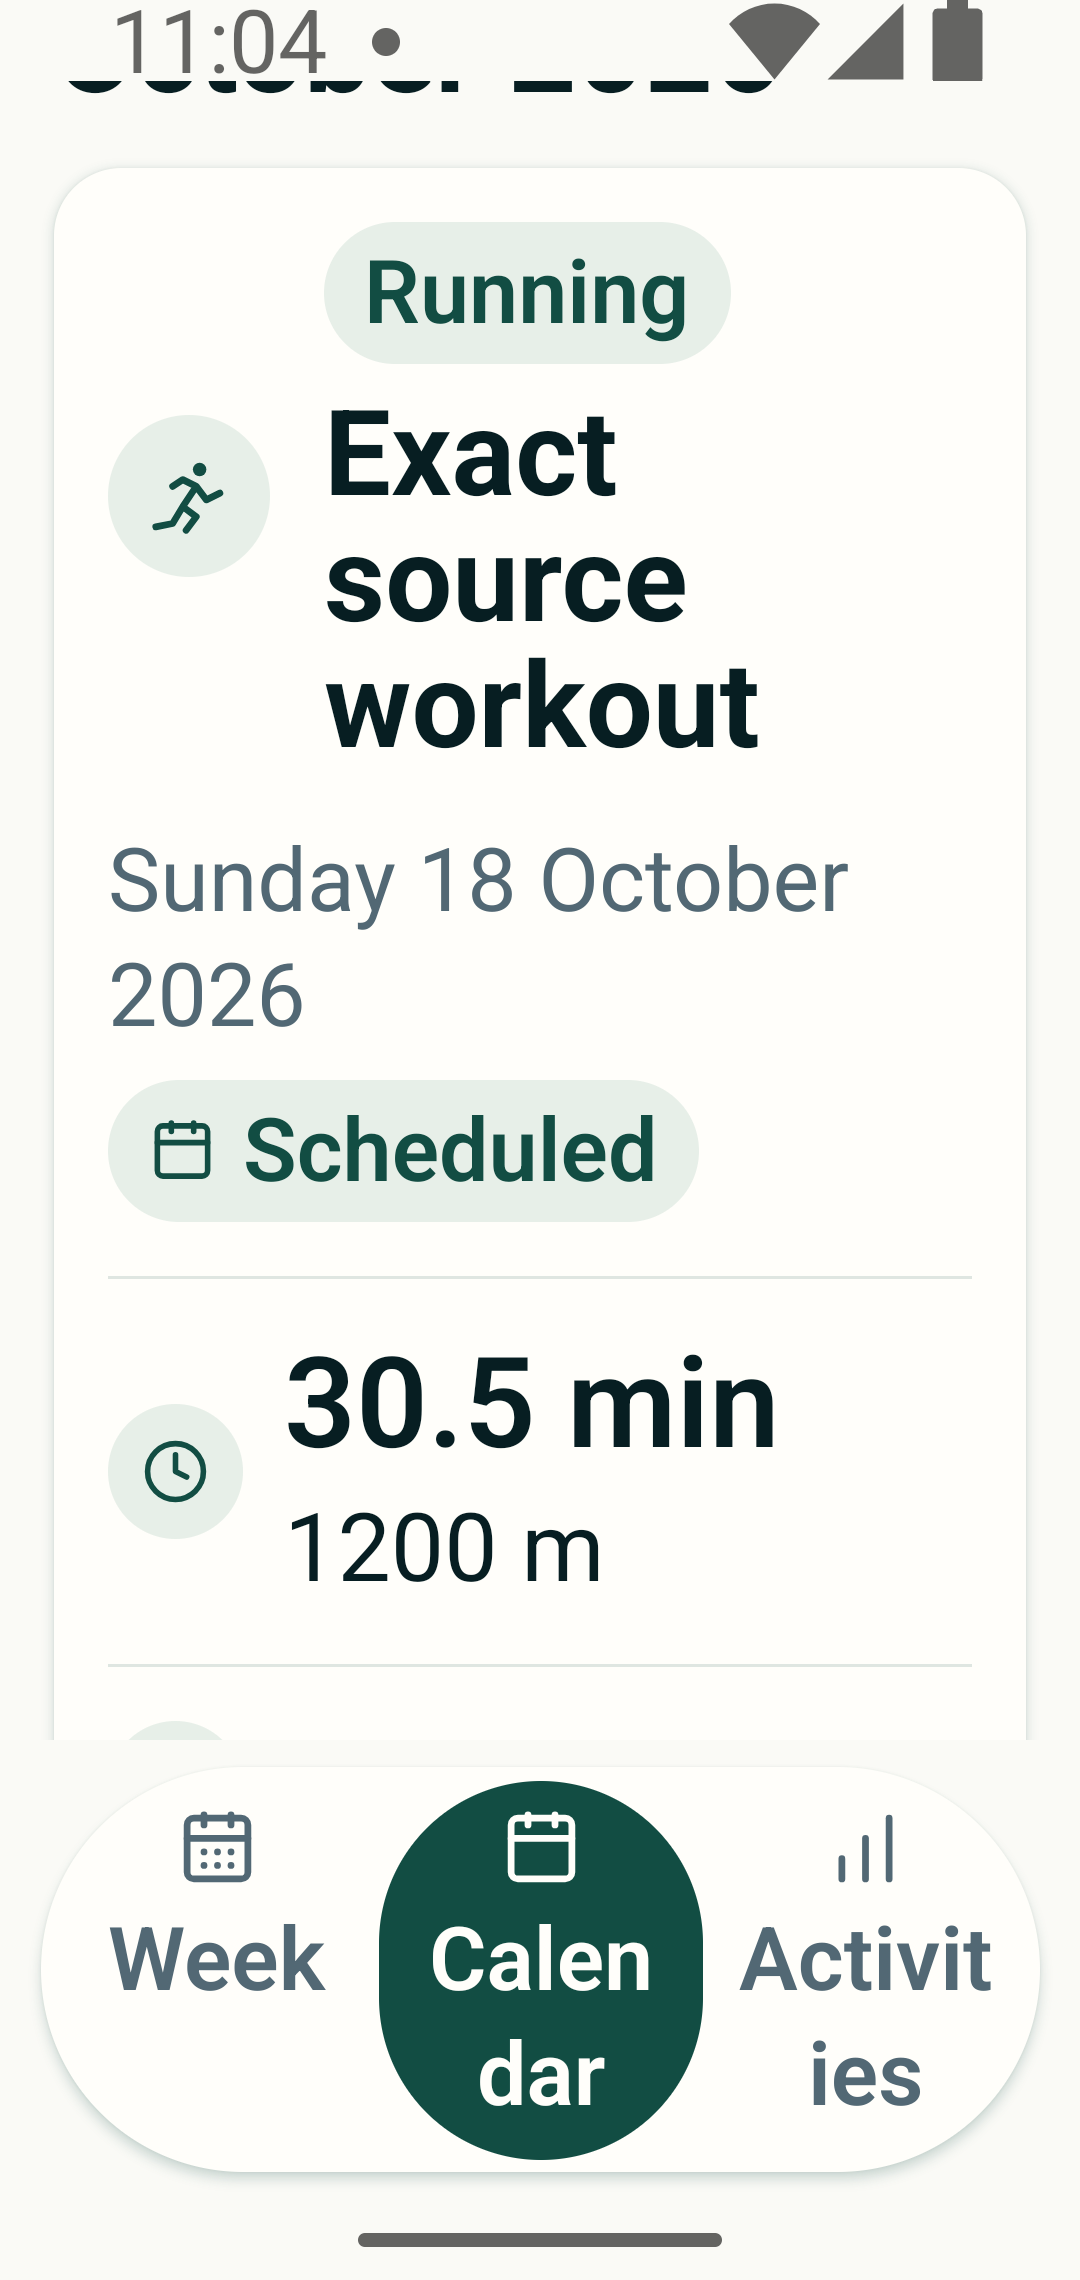 11:04
Running
Exact
source
workout
Sunday 18 October
2026
Scheduled
30.5 min
1200 m
Week
Calen
dar
Activit
ies